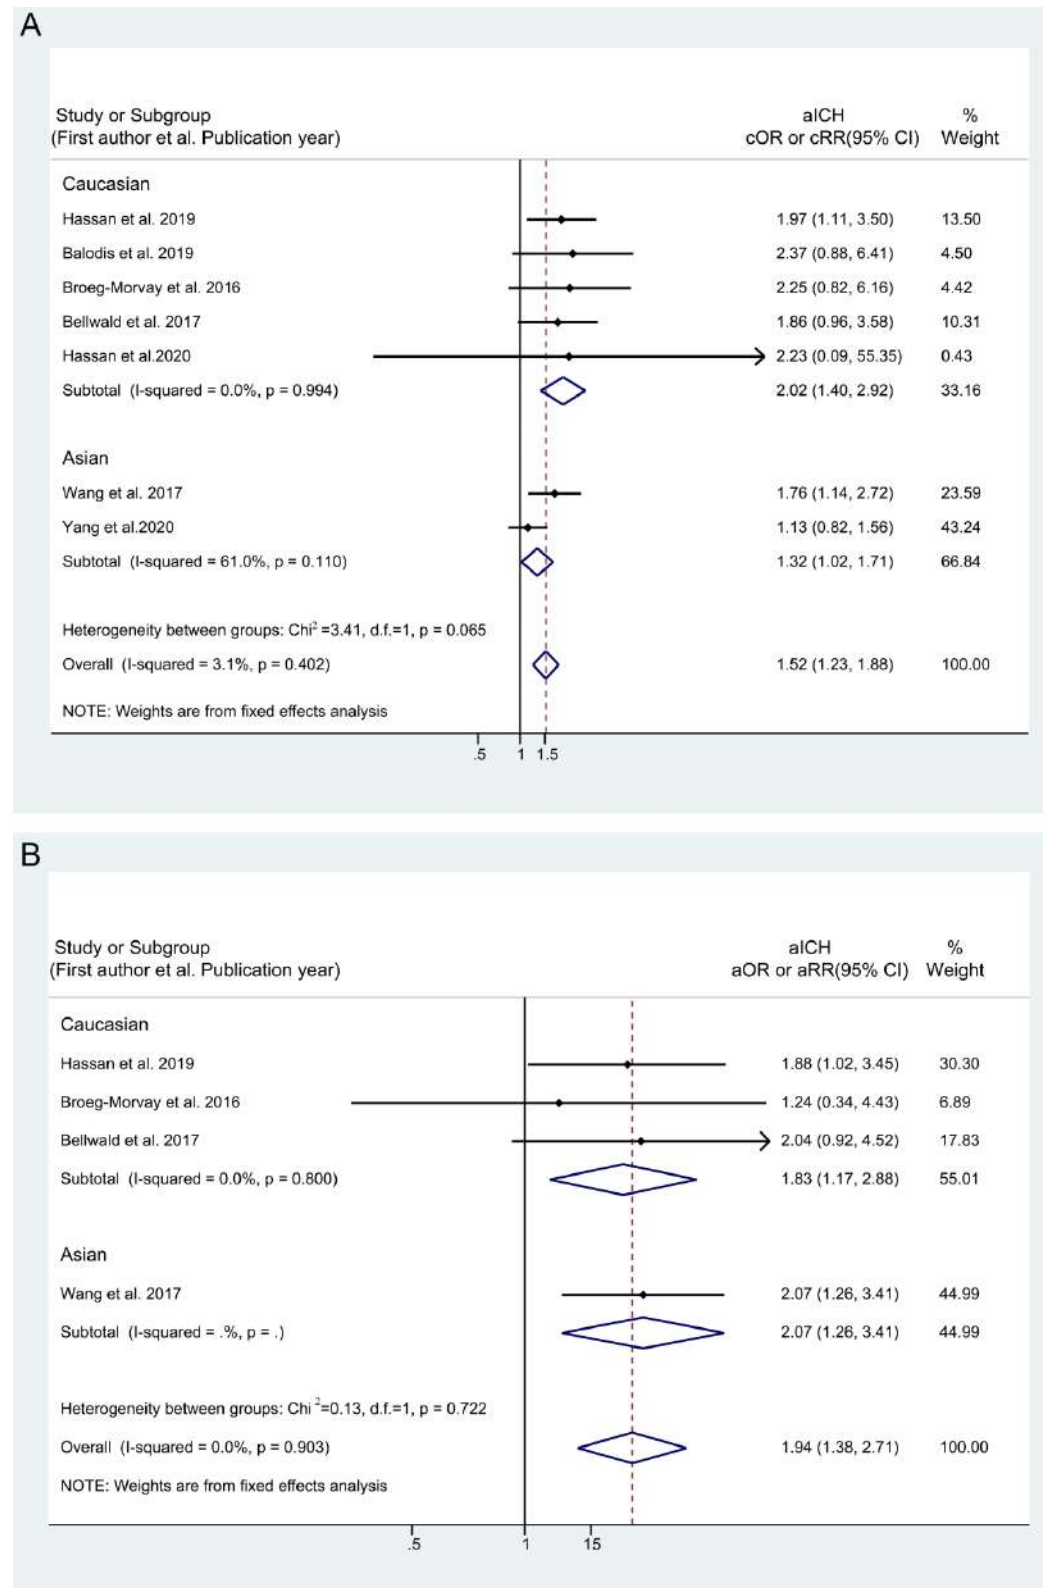 A
Study or Subgroup aICH %
(First author et al. Publication year) cOR or cRR(95% CI) Weight
Caucasian
Hassan et al. 2019 1.97 (1.11, 3.50) 13.50
Balodis et al. 2019 2.37 (0.88, 6.41) 4.50
Broeg-Morvay et al. 2016 2.25 (0.82, 6.16) 4.42
Bellwald et al. 2017 1.86 (0.96, 3.58) 10.31
Hassan et al.2020 2.23 (0.09, 55.35) 0.43
Subtotal (I-squared = 0.0%, p = 0.994) 2.02 (1.40, 2.92) 33.16
Asian
Wang et al. 2017 1.76 (1.14, 2.72) 23.59
Yang et al.2020 1.13 (0.82, 1.56) 43.24
Subtotal (I-squared = 61.0%, p = 0.110) 1.32 (1.02, 1.71) 66.84
Heterogeneity between groups: Chi² =3.41, d.f.=1, p = 0.065
Overall (I-squared = 3.1%, p = 0.402) 1.52 (1.23, 1.88) 100.00
NOTE: Weights are from fixed effects analysis
.5 1 1.5
B
Study or Subgroup aICH %
(First author et al. Publication year) aOR or aRR(95% CI) Weight
Caucasian
Hassan et al. 2019 1.88 (1.02, 3.45) 30.30
Broeg-Morvay et al. 2016 1.24 (0.34, 4.43) 6.89
Bellwald et al. 2017 2.04 (0.92, 4.52) 17.83
Subtotal (I-squared = 0.0%, p = 0.800) 1.83 (1.17, 2.88) 55.01
Asian
Wang et al. 2017 2.07 (1.26, 3.41) 44.99
Subtotal (I-squared = .%, p = .) 2.07 (1.26, 3.41) 44.99
Heterogeneity between groups: Chi ²=0.13, d.f.=1, p = 0.722
Overall (I-squared = 0.0%, p = 0.903) 1.94 (1.38, 2.71) 100.00
NOTE: Weights are from fixed effects analysis
.5 1 15